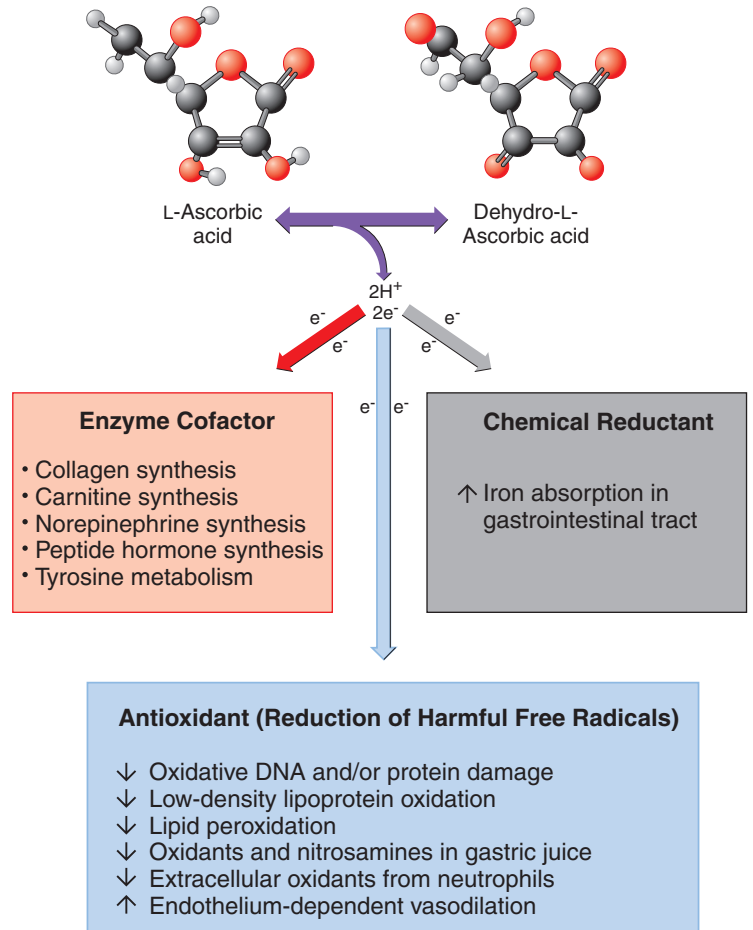 L-Ascorbic
acid
Dehydro-L-
Ascorbic acid
2H+
2e-
e-
e-
e-
e-
e-
e-
Enzyme Cofactor
• Collagen synthesis
• Carnitine synthesis
• Norepinephrine synthesis
• Peptide hormone synthesis
• Tyrosine metabolism
Chemical Reductant
↑ Iron absorption in
gastrointestinal tract
Antioxidant (Reduction of Harmful Free Radicals)
↓ Oxidative DNA and/or protein damage
↓ Low-density lipoprotein oxidation
↓ Lipid peroxidation
↓ Oxidants and nitrosamines in gastric juice
↓ Extracellular oxidants from neutrophils
↑ Endothelium-dependent vasodilation